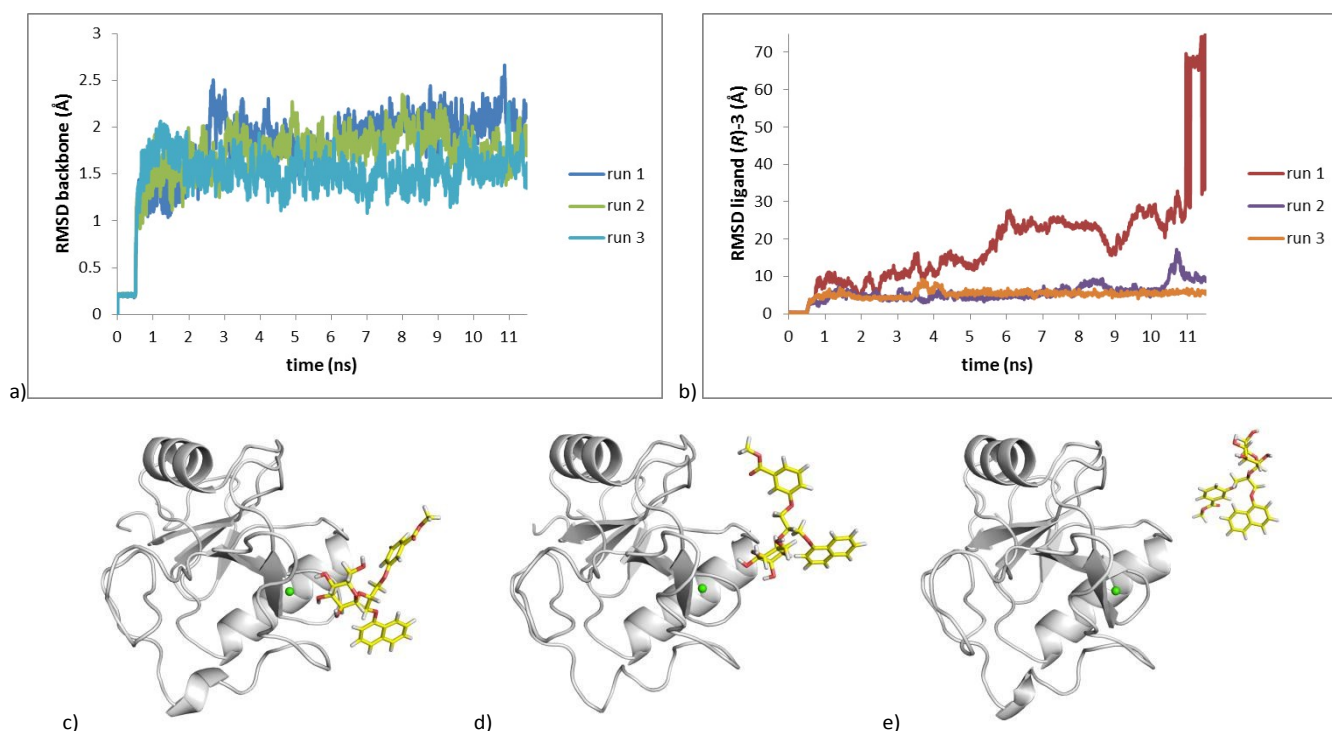 RMSD backbone (Å)
3
2.5
2
1.5
1
0.5
0
0 1 2 3 4 5 6 7 8 9 10 11
time (ns)
run 1
run 2
run 3
a)
RMSD ligand (R)-3 (Å)
70
60
50
40
30
20
10
0
0 1 2 3 4 5 6 7 8 9 10 11
time (ns)
run 1
run 2
run 3
b)
c)
d)
e)